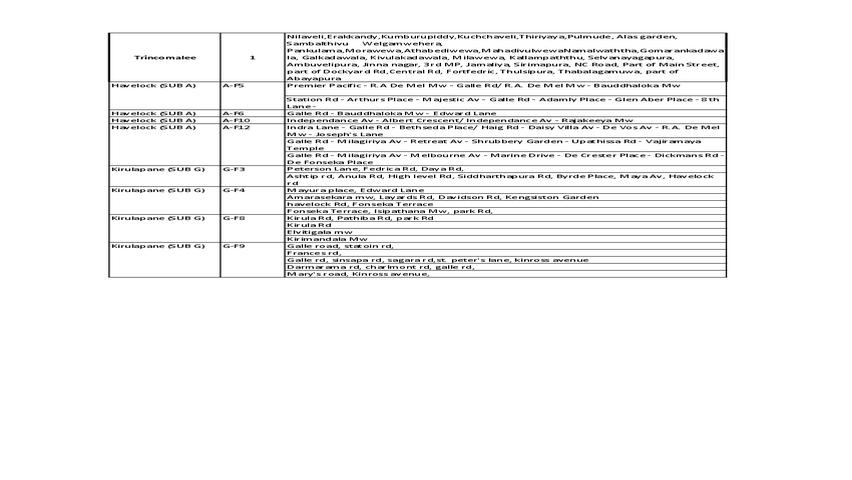 Nilaveli,Erakkandy,Kumburupiddy,Kuchchaveli,Thiriyaya,Pulmude, Alas garden,
Sambalthivu Welgamwehera,
Pankulama,Morawewa,Athabediwewa,MahadivulwewaNamalwaththa,Gomarankadawa
Trincomalee 1 la, Galkadawala, Kivulakadawala, Milawewa, Kallampaththu, Selvanayagapura,
Ambuvelipura, Jinna nagar, 3rd MP, Jamaliya, Sirimapura, NC Road, Part of Main Street,
part of Dockyard Rd,Central Rd, Fortfedric, Thulsipura, Thabalagamuwa, part of
Abayapura
Havelock (SUB A) A-F5 Premier Pacific - R.A De Mel Mw - Galle Rd/ R.A. De Mel Mw - Bauddhaloka Mw
Station Rd - Arthurs Place - Majestic Av - Galle Rd - Adamly Place - Glen Aber Place - 8th
Lane -
Havelock (SUB A) A-F6 Galle Rd - Bauddhaloka Mw - Edward Lane
Havelock (SUB A) A-F10 Independance Av - Albert Crescent/ Independance Av - Rajakeeya Mw
Havelock (SUB A) A-F12 Indra Lane - Galle Rd - Bethseda Place/ Haig Rd - Daisy Villa Av - De Vos Av - R.A. De Mel
Mw - Joseph's Lane
Galle Rd - Milagiriya Av - Retreat Av - Shrubbery Garden - Upathissa Rd - Vajiramaya
Temple
Galle Rd - Milagiriya Av - Melbourne Av - Marine Drive - De Crester Place - Dickmans Rd -
De Fonseka Place
Kirulapane (SUB G) G-F3 Peterson Lane, Fedrica Rd, Daya Rd,
Ashtip rd, Anula Rd, High level Rd, Siddharthapura Rd, Byrde Place, Maya Av, Havelock
rd
Kirulapane (SUB G) G-F4 Mayura place, Edward Lane
Amarasekara mw, Layards Rd, Davidson Rd, Kengsiston Garden
havelock Rd, Fonseka Terrace
Fonseka Terrace, Isipathana Mw, park Rd,
Kirulapane (SUB G) G-F8 Kirula Rd, Pathiba Rd, park Rd
Kirula Rd
Elvitigala mw
Kirimandala Mw
Kirulapane (SUB G) G-F9 Galle road, statoin rd,
Frances rd,
Galle rd, sinsapa rd, sagara rd,st. peter's lane, kinross avenue
Darmarama rd, charlmont rd, galle rd,
Mary's road, Kinross avenue,